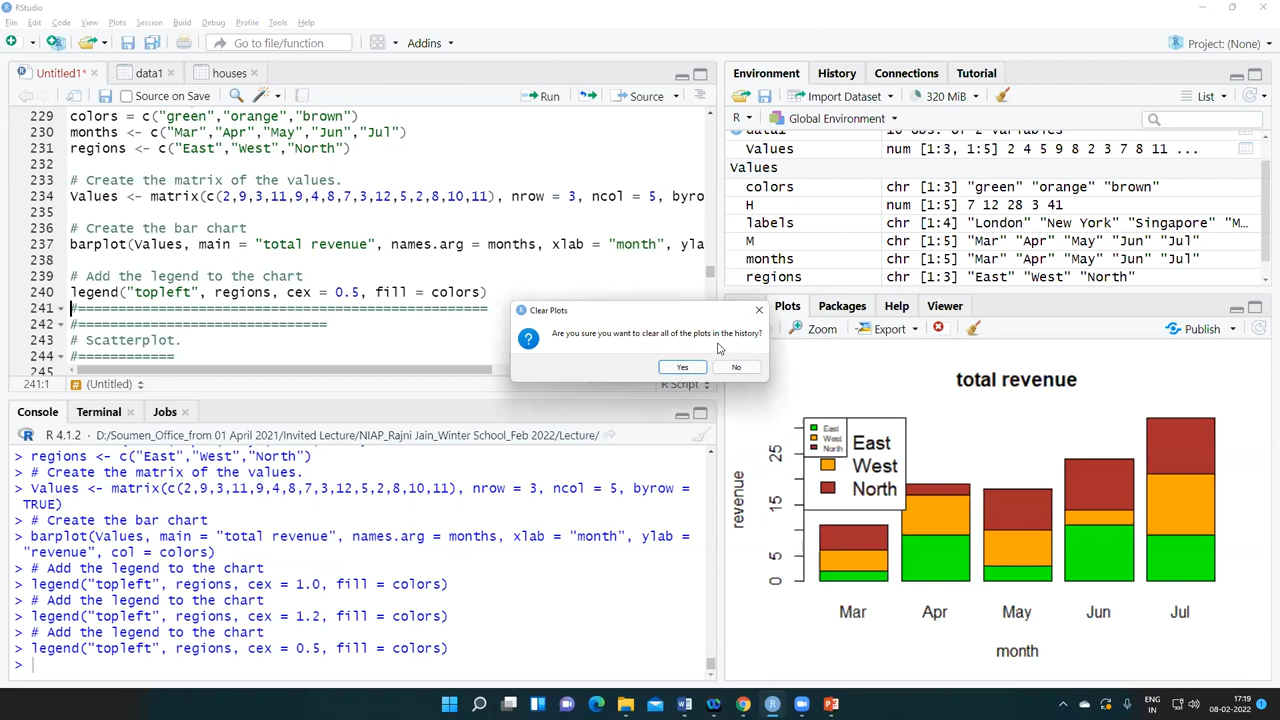 RStudio
File Edit Code View Plots Session Build Debug Profile Tools Help
Go to file/function Addins Project: (None)
Untitled1* data1 houses
Source on Save Run Source
229 colors = c("green","orange","brown")
230 months <- c("Mar","Apr","May","Jun","Jul")
231 regions <- c("East","West","North")
232
233 # Create the matrix of the values.
234 Values <- matrix(c(2,9,3,11,9,4,8,7,3,12,5,2,8,10,11), nrow = 3, ncol = 5, byro
235
236 # Create the bar chart
237 barplot(Values, main = "total revenue", names.arg = months, xlab = "month", yla
238
239 # Add the legend to the chart
240 legend("topleft", regions, cex = 0.5, fill = colors)
241 #==================================================
242 #===============================
243 # Scatterplot.
244 #============
245
241:1 (Untitled) R Script
Console Terminal Jobs
R 4.1.2 · D:/Soumen_Office_from 01 April 2021/Invited Lecture/NIAP_Rajni Jain_Winter School_Feb 2022/Lecture/
> regions <- c("East","West","North")
> # Create the matrix of the values.
> Values <- matrix(c(2,9,3,11,9,4,8,7,3,12,5,2,8,10,11), nrow = 3, ncol = 5, byrow =
TRUE)
> # Create the bar chart
> barplot(Values, main = "total revenue", names.arg = months, xlab = "month", ylab =
"revenue", col = colors)
> # Add the legend to the chart
> legend("topleft", regions, cex = 1.0, fill = colors)
> # Add the legend to the chart
> legend("topleft", regions, cex = 1.2, fill = colors)
> # Add the legend to the chart
> legend("topleft", regions, cex = 0.5, fill = colors)
>
Clear Plots
Are you sure you want to clear all of the plots in the history?
Yes No
Environment History Connections Tutorial
Import Dataset 320 MiB List
R Global Environment
Values num [1:3, 1:5] 2 4 5 9 8 2 3 7 8 11 ...
Values
colors chr [1:3] "green" "orange" "brown"
H num [1:5] 7 12 28 3 41
labels chr [1:4] "London" "New York" "Singapore" "M...
M chr [1:5] "Mar" "Apr" "May" "Jun" "Jul"
months chr [1:5] "Mar" "Apr" "May" "Jun" "Jul"
regions chr [1:3] "East" "West" "North"
Plots Packages Help Viewer
Zoom Export Publish
total revenue
East
West
North
East
West
North
revenue
25
15
5
0
Mar Apr May Jun Jul
month
ENG
IN
17:19
08-02-2022